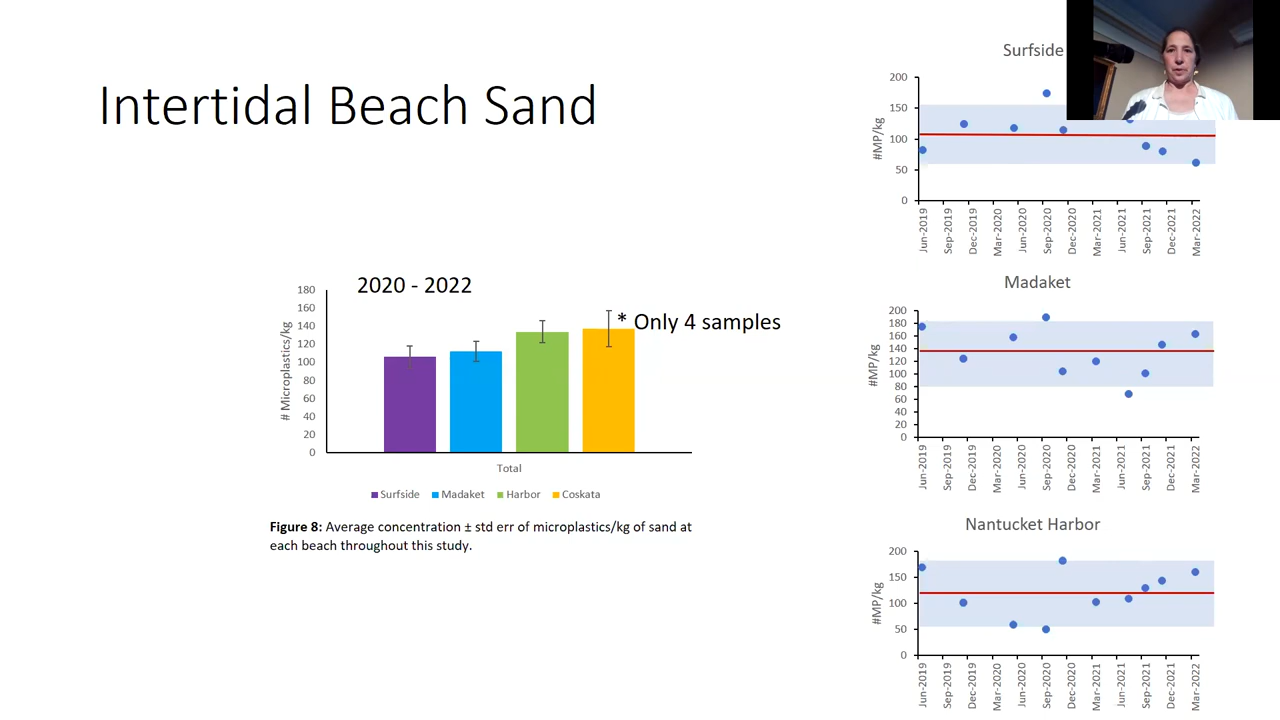 Intertidal Beach Sand
2020 - 2022
* Only 4 samples
# Microplastics/kg
180
160
140
120
100
80
60
40
20
0
Total
Surfside Madaket Harbor Coskata
Figure 8: Average concentration ± std err of microplastics/kg of sand at
each beach throughout this study.
Surfside
#MP/kg
200
150
100
50
0
Jun-2019 Sep-2019 Dec-2019 Mar-2020 Jun-2020 Sep-2020 Dec-2020 Mar-2021 Jun-2021 Sep-2021 Dec-2021 Mar-2022
Madaket
#MP/kg
200
180
160
140
120
100
80
60
40
20
0
Jun-2019 Sep-2019 Dec-2019 Mar-2020 Jun-2020 Sep-2020 Dec-2020 Mar-2021 Jun-2021 Sep-2021 Dec-2021 Mar-2022
Nantucket Harbor
#MP/kg
200
150
100
50
0
Jun-2019 Sep-2019 Dec-2019 Mar-2020 Jun-2020 Sep-2020 Dec-2020 Mar-2021 Jun-2021 Sep-2021 Dec-2021 Mar-2022